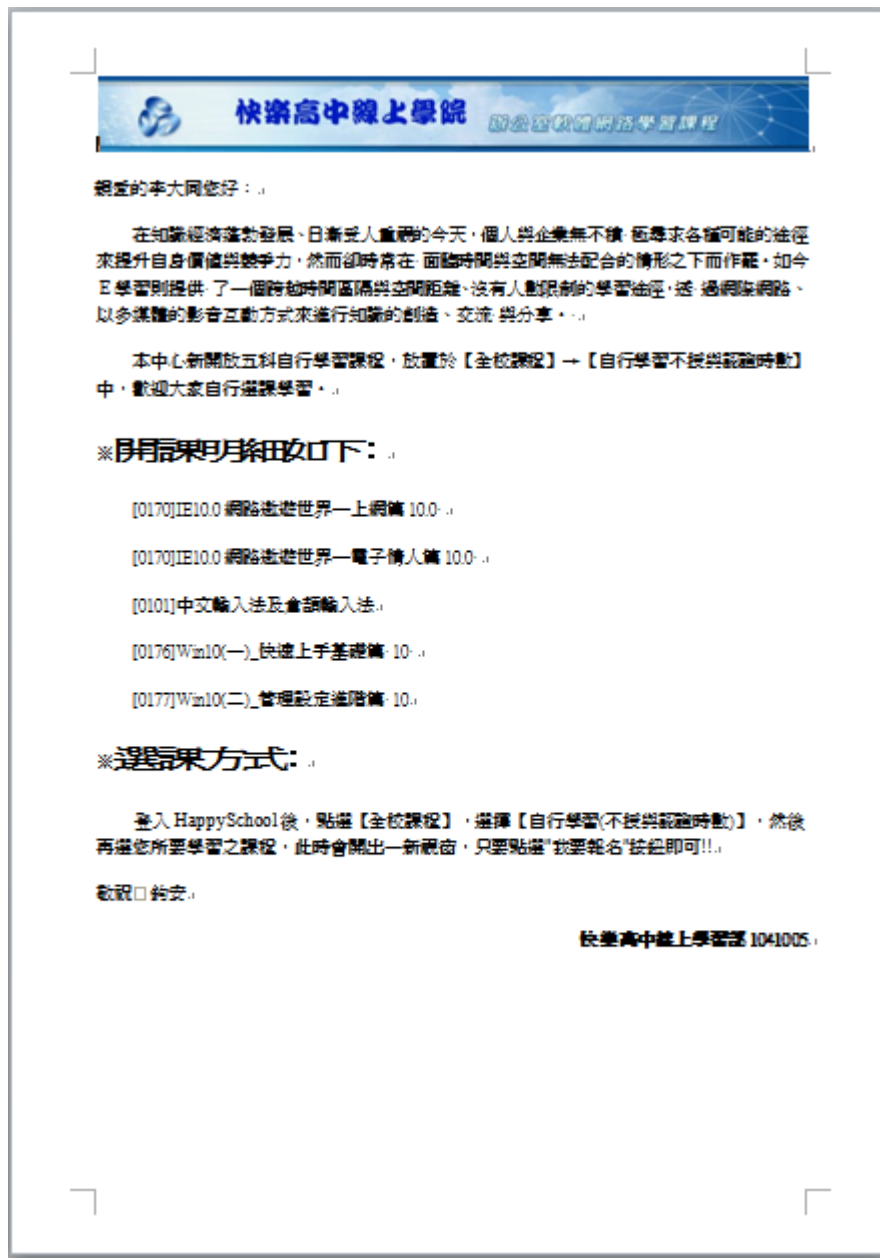 快樂高中線上學院 辦公室軟體網路學習課程
親愛的李大同您好：
在知識經濟蓬勃發展、日漸受人重視的今天，個人與企業無不積 極尋求各種可能的途徑
來提升自身價值與競爭力，然而卻時常在 面臨時間與空間無法配合的情形之下而作罷。如今
E學習則提供 了一個跨越時間區隔與空間距離、沒有人數限制的學習途徑，透 過網際網路、
以多媒體的影音互動方式來進行知識的創造、交流 與分享。
本中心新開放五科自行學習課程，放置於【全校課程】→【自行學習不授與認證時數】
中，歡迎大家自行選課學習。
※開課明細如下：
[0170]IE10.0 網路遨遊世界—上網篇 10.0
[0170]IE10.0 網路遨遊世界—電子情人篇 10.0
[0101]中文輸入法及倉頡輸入法
[0176]Win10(一)_快速上手基礎篇 10
[0177]Win10(二)_管理設定進階篇 10
※選課方式：
登入 HappySchool 後，點選【全校課程】，選擇【自行學習(不授與認證時數)】，然後
再選您所要學習之課程，此時會開出一新視窗，只要點選"我要報名"按鈕即可!!
敬祝□ 鈞安
快樂高中線上學習部 1041005